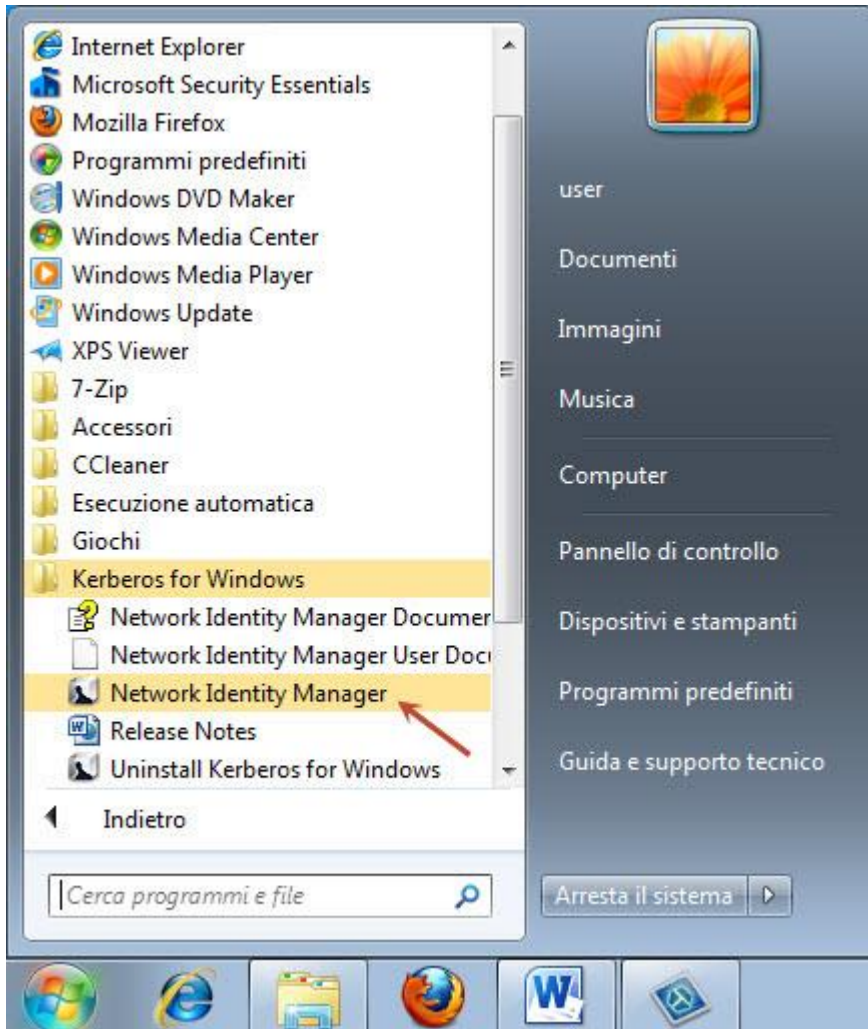 Internet Explorer
Microsoft Security Essentials
Mozilla Firefox
Programmi predefiniti
Windows DVD Maker
Windows Media Center
Windows Media Player
Windows Update
XPS Viewer
7-Zip
Accessori
CCleaner
Esecuzione automatica
Giochi
Kerberos for Windows
Network Identity Manager Documen
Network Identity Manager User Docu
Network Identity Manager
Release Notes
Uninstall Kerberos for Windows
Indietro
Cerca programmi e file
user
Documenti
Immagini
Musica
Computer
Pannello di controllo
Dispositivi e stampanti
Programmi predefiniti
Guida e supporto tecnico
Arresta il sistema